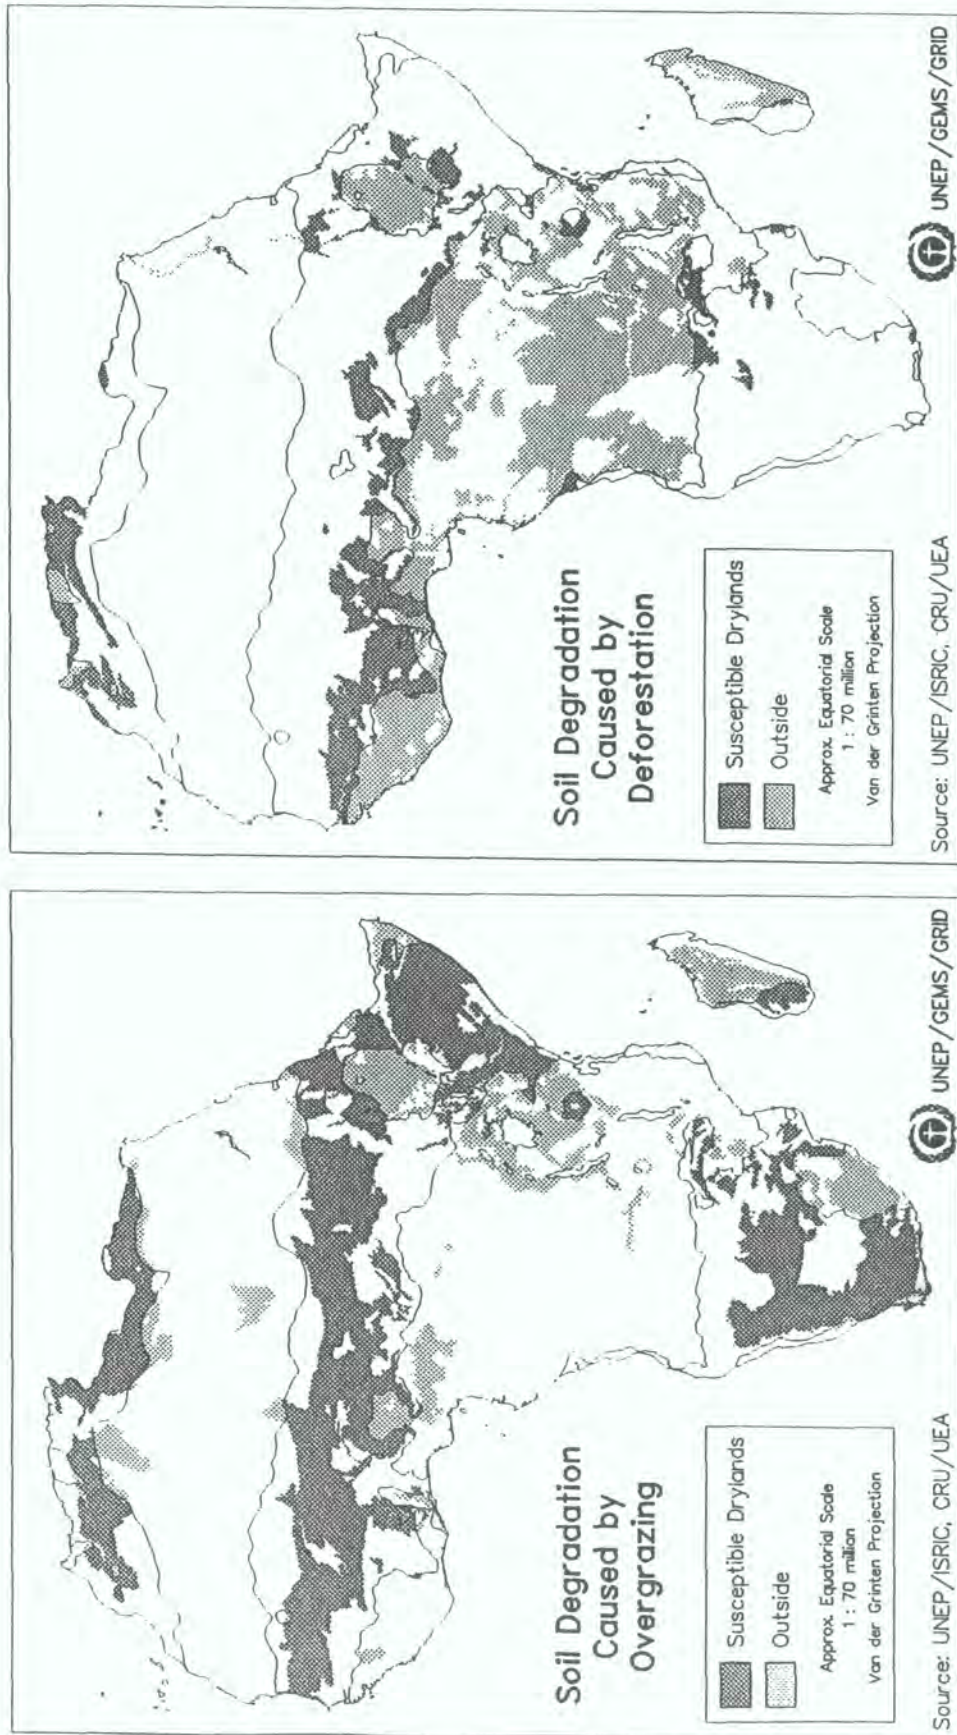 Soil Degradation
Caused by
Overgrazing
Susceptible Drylands
Outside
Approx. Equatorial Scale
1 : 70 million
Van der Grinten Projection
Source: UNEP/ISRIC, CRU/UEA
UNEP/GEMS/GRID
Soil Degradation
Caused by
Deforestation
Susceptible Drylands
Outside
Approx. Equatorial Scale
1 : 70 million
Van der Grinten Projection
Source: UNEP/ISRIC, CRU/UEA
UNEP/GEMS/GRID